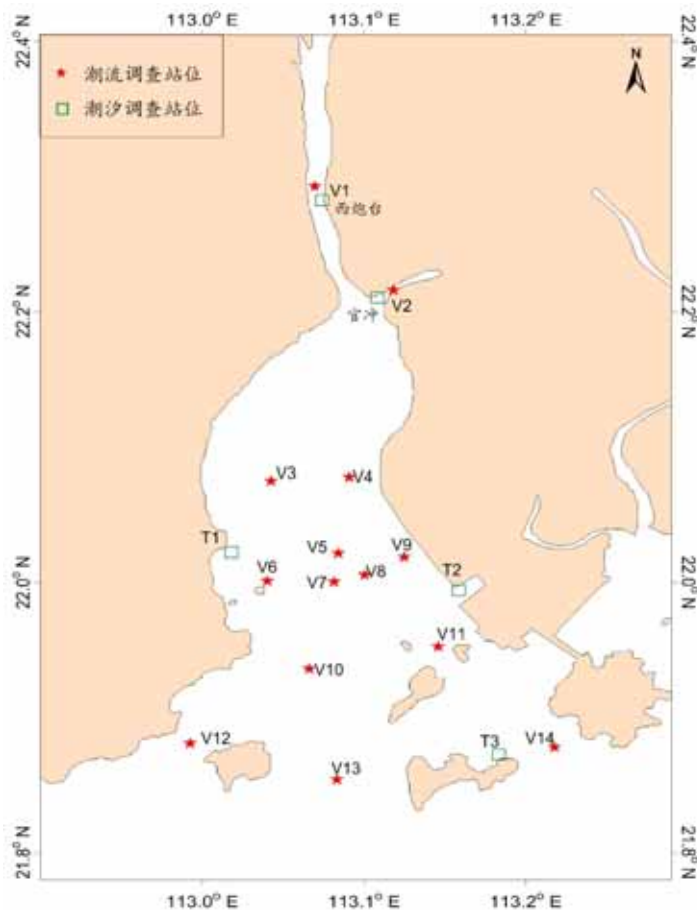 113.0° E 113.1° E 113.2° E
22.4° N 22.4° N
潮流调查站位
潮汐调查站位
N
V1
西炮台
V2
22.2° N 22.2° N
官冲
V3 V4
T1 V5 V9
V6 V7 V8 T2
22.0° N 22.0° N
V11
V10
V12 T3 V14
V13
21.8° N 21.8° N
113.0° E 113.1° E 113.2° E